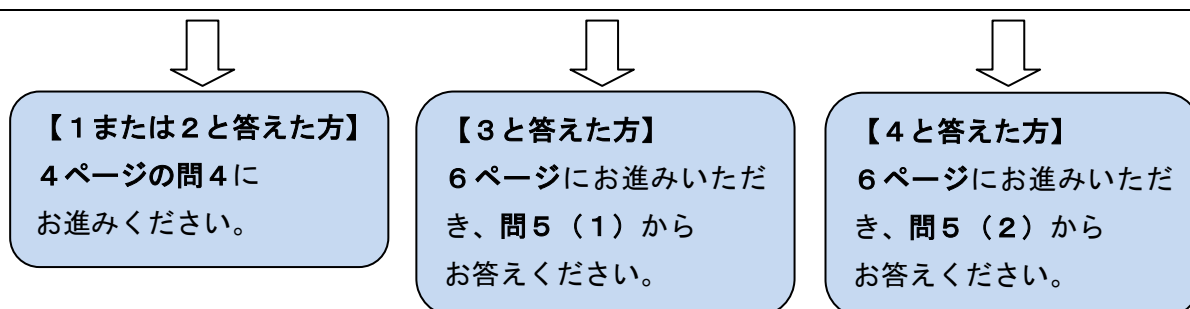 【１または２と答えた方】
４ページの問４に
お進みください。
【３と答えた方】
６ページにお進みいただ
き、問５（１）から
お答えください。
【４と答えた方】
６ページにお進みいただ
き、問５（２）から
お答えください。